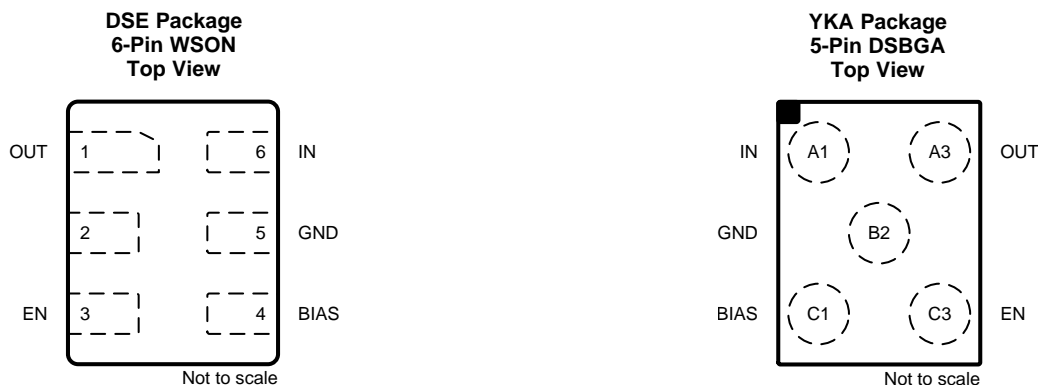 DSE Package
6-Pin WSON
Top View
OUT 1 6 IN
2 5 GND
EN 3 4 BIAS
Not to scale
YKA Package
5-Pin DSBGA
Top View
IN A1 A3 OUT
GND B2
BIAS C1 C3 EN
Not to scale